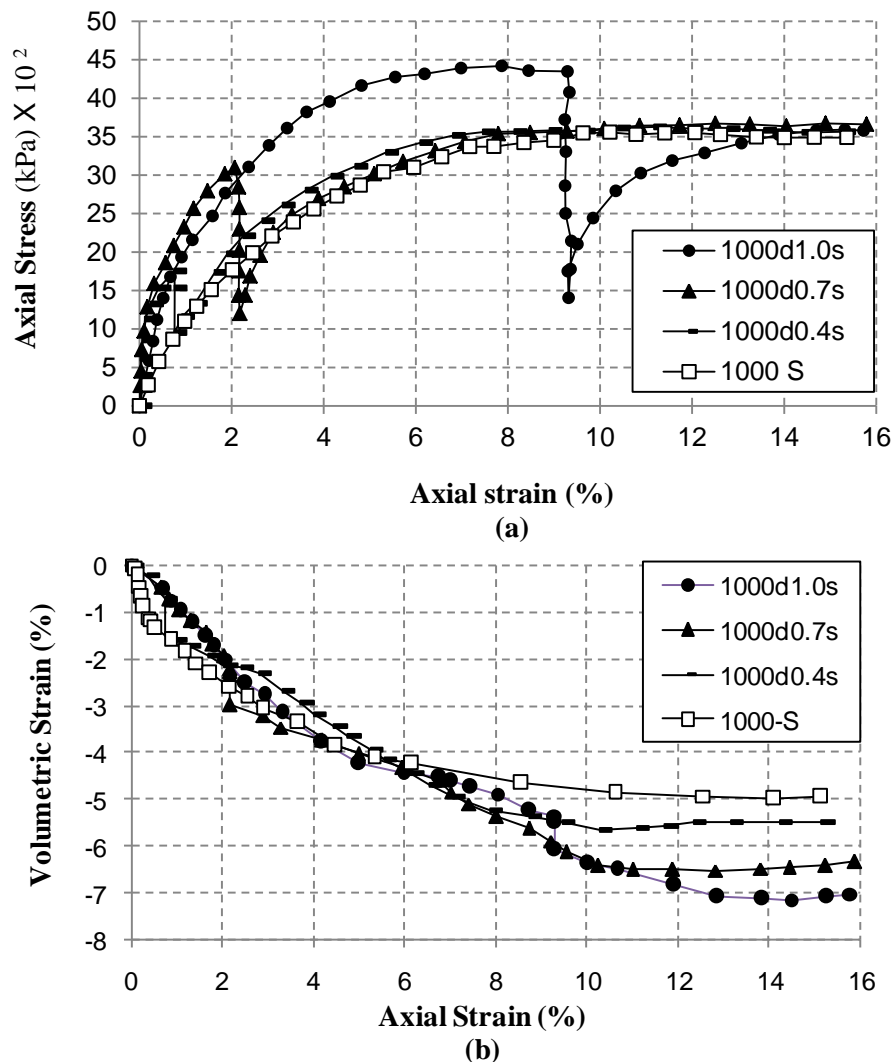 Axial Stress (kPa) X 10 2
50
45
40
35
30
25
20
15
10
5
0
0 2 4 6 8 10 12 14 16
1000d1.0s
1000d0.7s
1000d0.4s
1000 S
Axial strain (%)
(a)
Volumetric Strain (%)
0
-1
-2
-3
-4
-5
-6
-7
-8
0 2 4 6 8 10 12 14 16
1000d1.0s
1000d0.7s
1000d0.4s
1000-S
Axial Strain (%)
(b)